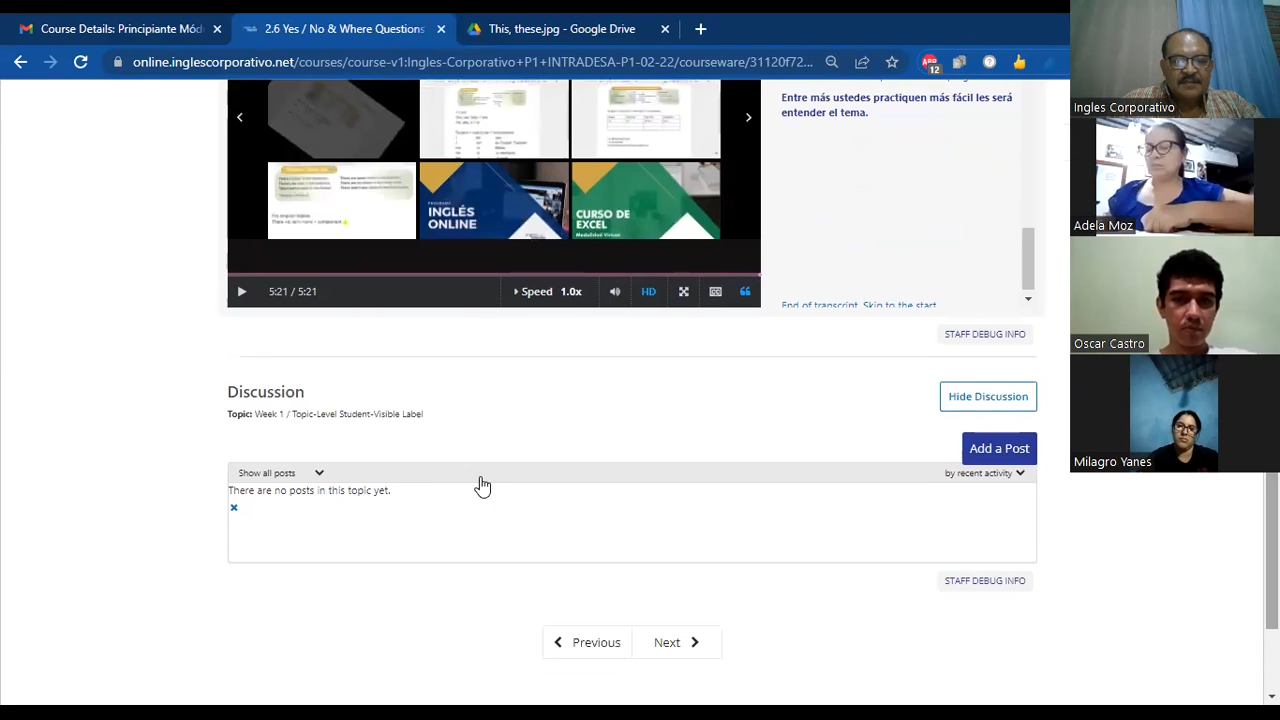 Course Details: Principiante Mód
2.6 Yes / No & Where Questions
This, these.jpg - Google Drive
online.inglescorporativo.net/courses/course-v1:Ingles-Corporativo+P1+INTRADESA-P1-02-22/courseware/31120f72...
12
Ingles Corporativo
Adela Moz
Oscar Castro
Milagro Yanes
Entre más ustedes practiquen más fácil les será
entender el tema.
INGLÉS
ONLINE
CURSO DE
EXCEL
Modalidad Virtual
5:21 / 5:21
Speed 1.0x
HD
End of transcript. Skip to the start.
STAFF DEBUG INFO
Discussion
Topic: Week 1 / Topic-Level Student-Visible Label
Hide Discussion
Add a Post
Show all posts
by recent activity
There are no posts in this topic yet.
STAFF DEBUG INFO
Previous
Next